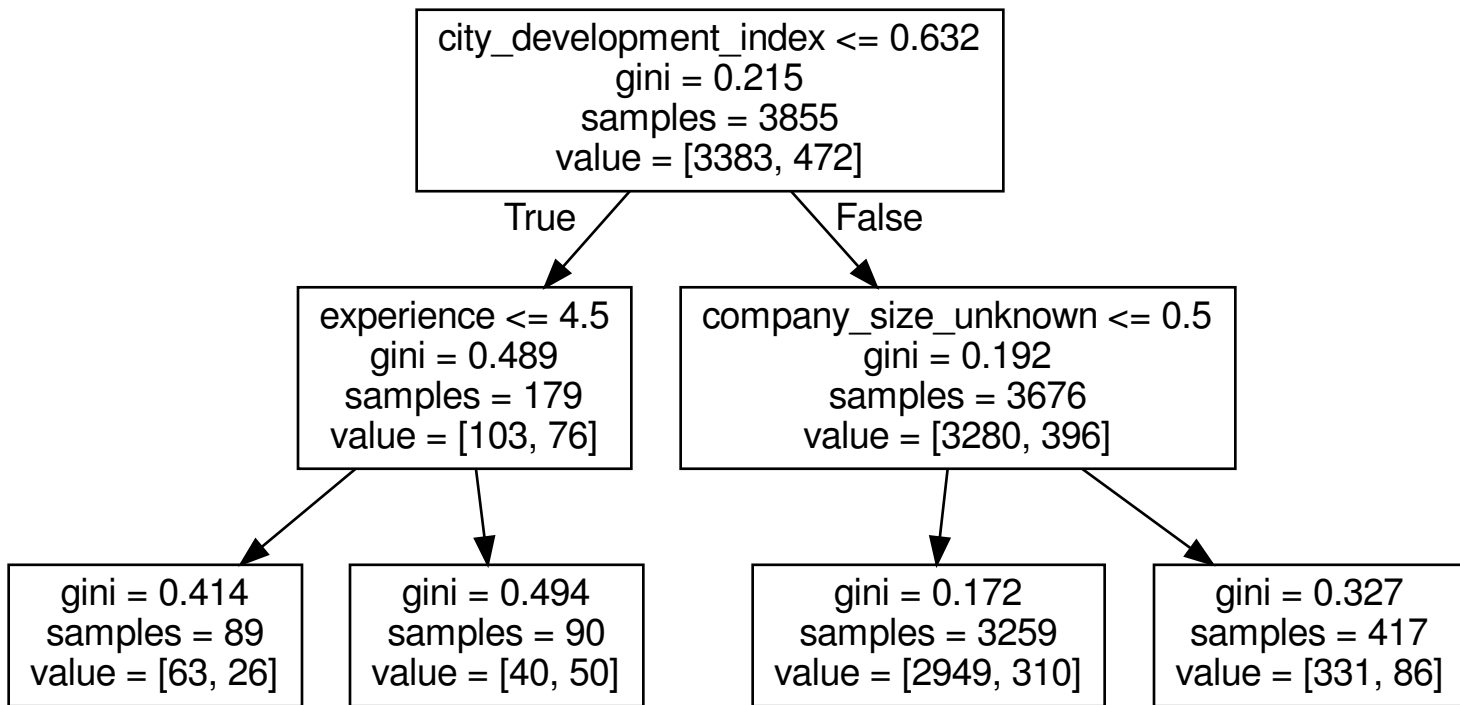 city_development_index <= 0.632
gini = 0.215
samples = 3855
value = [3383, 472]
True
False
experience <= 4.5
gini = 0.489
samples = 179
value = [103, 76]
company_size_unknown <= 0.5
gini = 0.192
samples = 3676
value = [3280, 396]
gini = 0.414
samples = 89
value = [63, 26]
gini = 0.494
samples = 90
value = [40, 50]
gini = 0.172
samples = 3259
value = [2949, 310]
gini = 0.327
samples = 417
value = [331, 86]